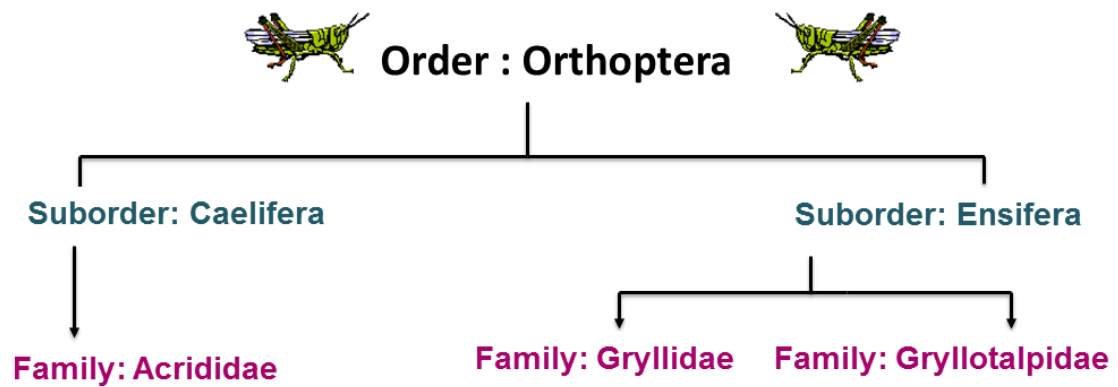 Order : Orthoptera
Suborder: Caelifera
Suborder: Ensifera
Family: Acrididae
Family: Gryllidae
Family: Gryllotalpidae